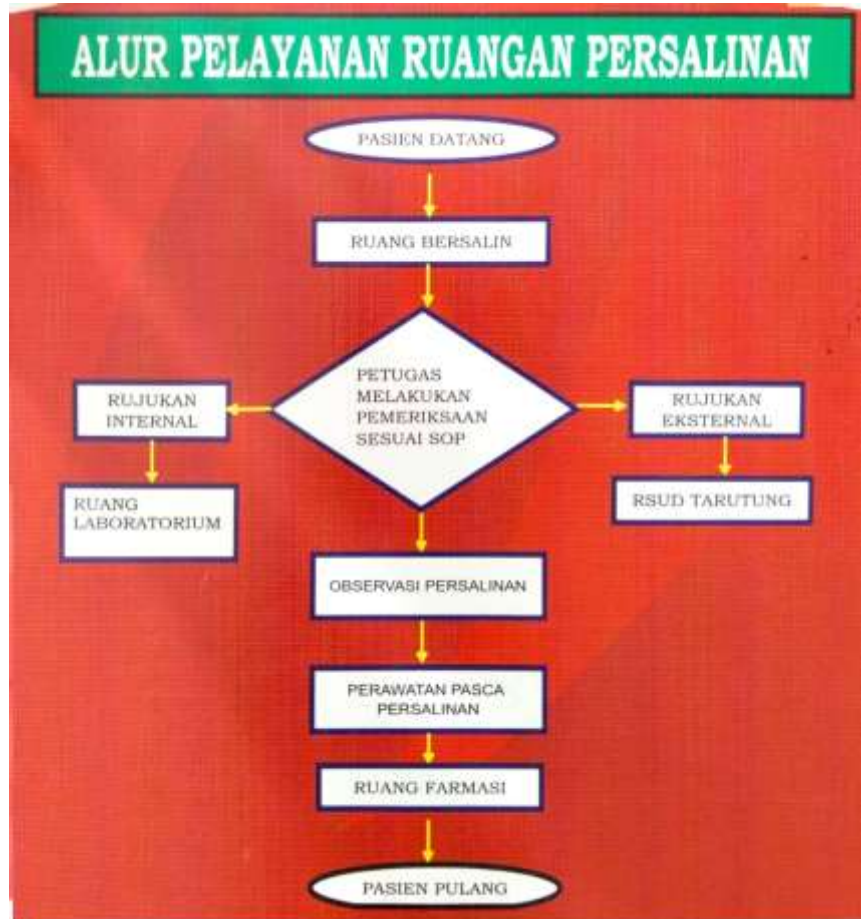 ALUR PELAYANAN RUANGAN PERSALINAN
PASIEN DATANG
RUANG BERSALIN
PETUGAS
MELAKUKAN
PEMERIKSAAN
SESUAI SOP
RUJUKAN
INTERNAL
RUANG
LABORATORIUM
RUJUKAN
EKSTERNAL
RSUD TARUTUNG
OBSERVASI PERSALINAN
PERAWATAN PASCA
PERSALINAN
RUANG FARMASI
PASIEN PULANG